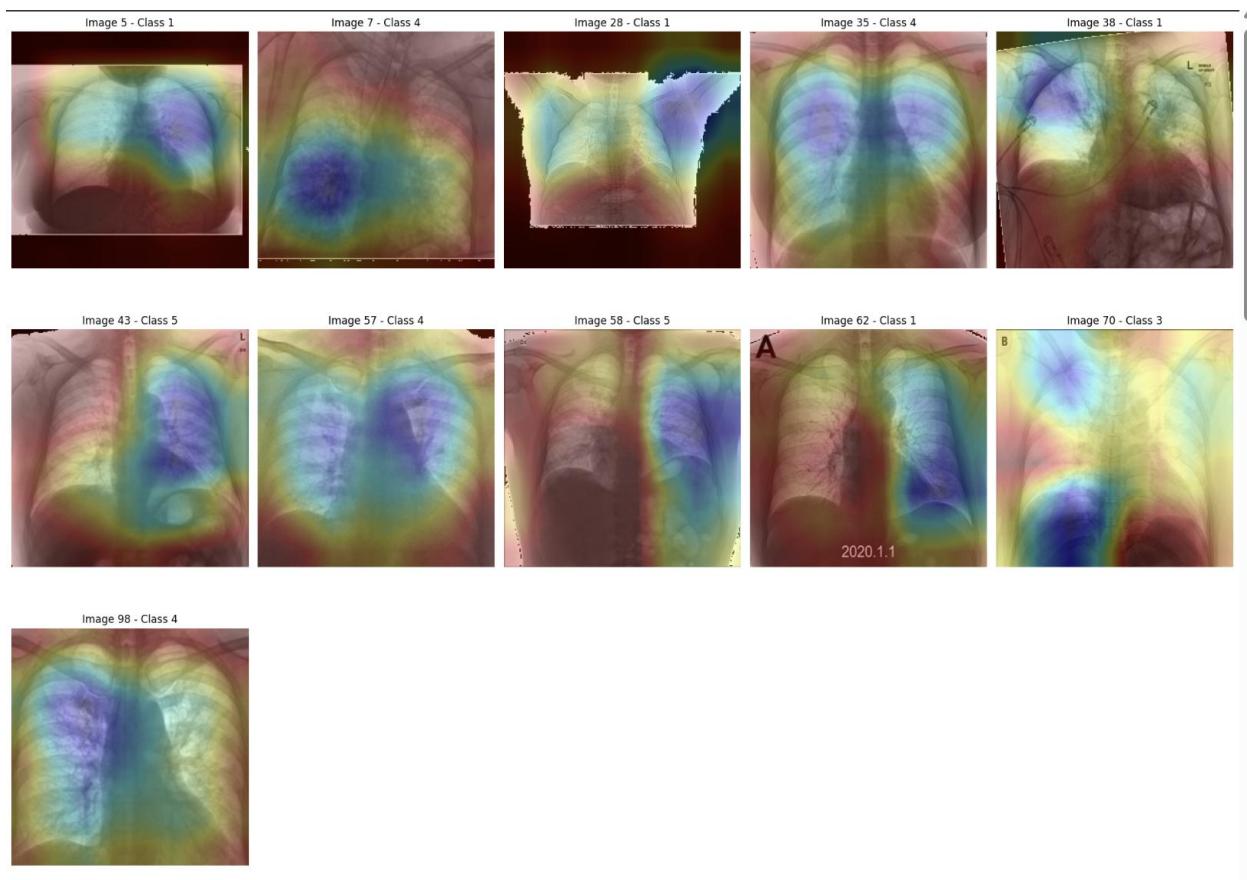 Image 5 - Class 1
Image 7 - Class 4
Image 28 - Class 1
Image 35 - Class 4
Image 38 - Class 1
L
Image 43 - Class 5
Image 57 - Class 4
Image 58 - Class 5
Image 62 - Class 1
Image 70 - Class 3
L
A
B
2020.1.1
Image 98 - Class 4